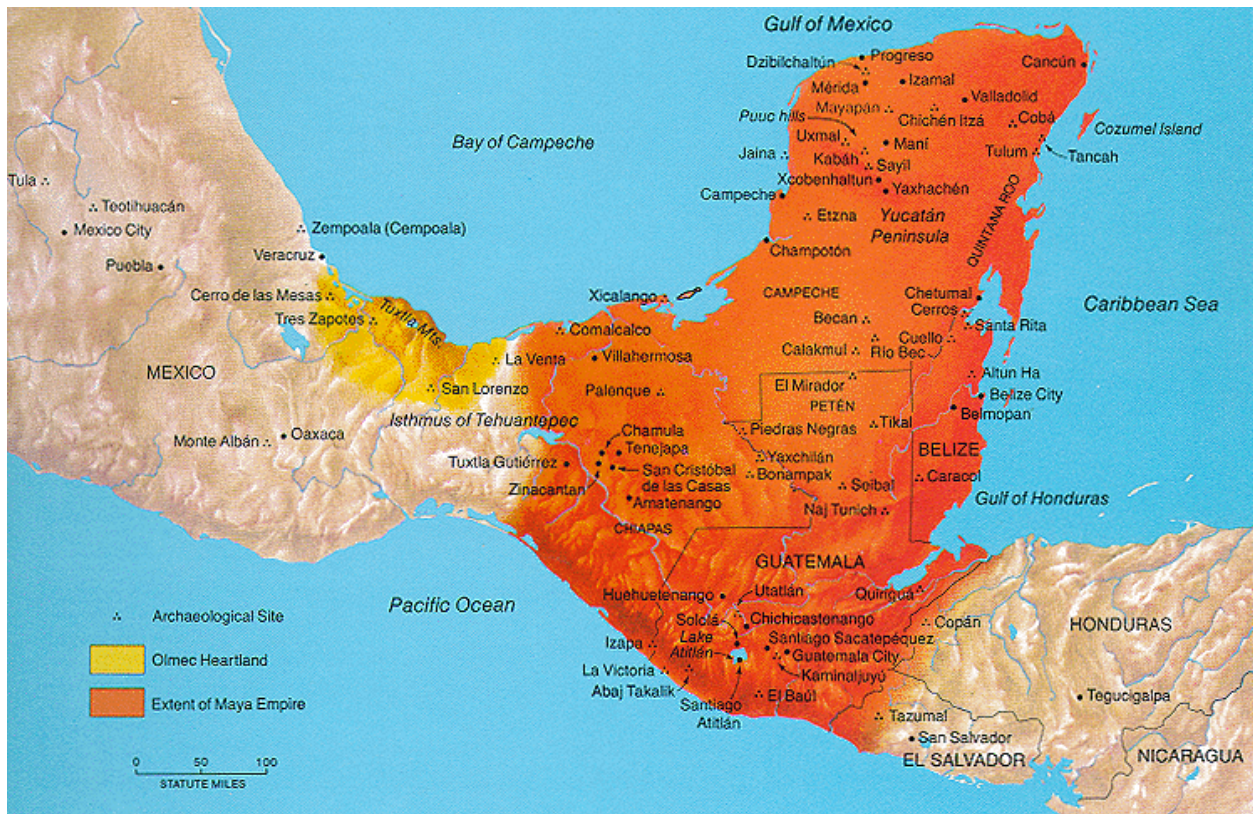 Gulf of Mexico
Dzibilchaltún
Progreso
Cancún
Mérida
Izamal
Mayapán
Valladolid
Chichén Itzá
Cobá
Puuc hills
Cozumel Island
Bay of Campeche
Uxmal
Maní
Jaina
Kabáh
Sayil
Tulum
Tancah
Tula
Xcobenhaltun
Campeche
Yaxhachén
Teotihuacán
Etzna
Yucatán
Peninsula
QUINTANA ROO
Mexico City
Zempoala (Cempoala)
Veracruz
Champotón
Puebla
Cerro de las Mesas
Xicalango
CAMPECHE
Chetumal
Cerros
Caribbean Sea
Tuxtla Mts.
Tres Zapotes
Comalcalco
Becan
Santa Rita
Cuello
La Venta
Villahermosa
Calakmul
Rio Bec
MEXICO
San Lorenzo
Palenque
El Mirador
Altun Ha
PETÉN
Belize City
Belmopan
Isthmus of Tehuantepec
Piedras Negras
Tikal
Monte Albán
Oaxaca
Chamula
Tenejapa
BELIZE
Yaxchilán
Tuxtla Gutiérrez
San Cristóbal
de las Casas
Bonampak
Seibal
Caracol
Zinacantan
Amatenango
Gulf of Honduras
Naj Tunich
CHIAPAS
GUATEMALA
Huehuetenango
Utatlán
Quiriguá
Pacific Ocean
Archaeological Site
Sololá
Chichicastenango
Copán
HONDURAS
Izapa
Lake
Atitlán
Santiago Sacatepéquez
Guatemala City
Olmec Heartland
La Victoria
Kaminaljuyú
Abaj Takalik
El Baúl
Tegucigalpa
Extent of Maya Empire
Santiago
Atitlán
Tazumal
San Salvador
EL SALVADOR
NICARAGUA
0 50 100
STATUTE MILES